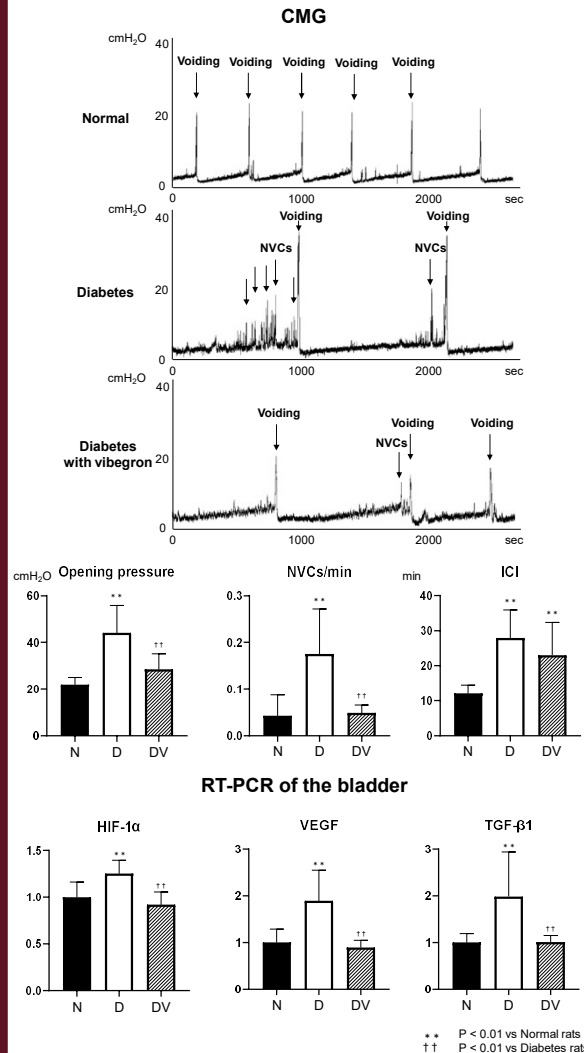 CMG
cmH2O
40
Voiding Voiding Voiding Voiding Voiding
Normal
20
0
0 1000 2000 sec
cmH2O
40
Voiding Voiding
NVCs NVCs
Diabetes
20
0
0 1000 2000 sec
cmH2O
40
Voiding Voiding Voiding
NVCs
Diabetes
with vibegron
20
0
0 1000 2000 sec
cmH2O Opening pressure
60
40
20
0
**
††
N D DV
NVCs/min
0.3
0.2
0.1
0.0
**
††
N D DV
min ICI
40
30
20
10
0
** **
N D DV
RT-PCR of the bladder
HIF-1α
1.5
1.0
0.5
0.0
**
††
N D DV
VEGF
3
2
1
0
**
††
N D DV
TGF-β1
3
2
1
0
**
††
N D DV
** P < 0.01 vs Normal rats
†† P < 0.01 vs Diabetes rat